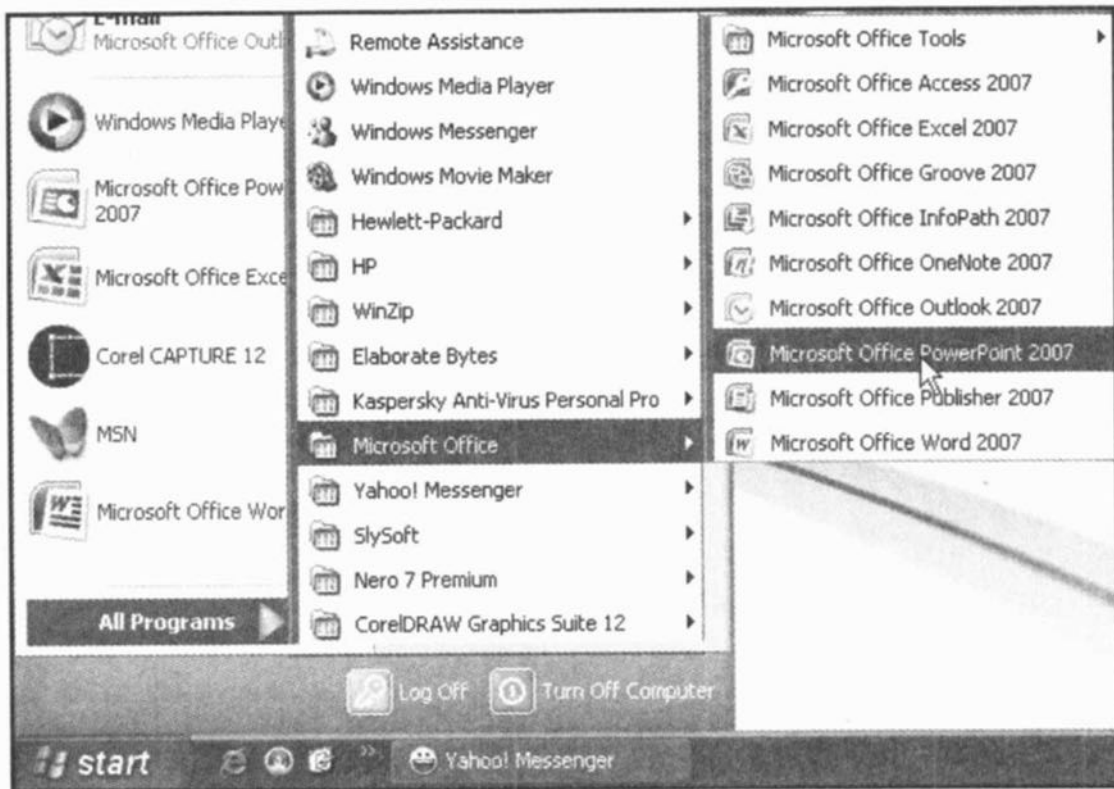 E-mail
Microsoft Office Outl
Windows Media Playe
Microsoft Office Pow
2007
Microsoft Office Exce
Corel CAPTURE 12
MSN
Microsoft Office Wor
All Programs
Remote Assistance
Windows Media Player
Windows Messenger
Windows Movie Maker
Hewlett-Packard
HP
WinZip
Elaborate Bytes
Kaspersky Anti-Virus Personal Pro
Microsoft Office
Yahoo! Messenger
SlySoft
Nero 7 Premium
CorelDRAW Graphics Suite 12
Microsoft Office Tools
Microsoft Office Access 2007
Microsoft Office Excel 2007
Microsoft Office Groove 2007
Microsoft Office InfoPath 2007
Microsoft Office OneNote 2007
Microsoft Office Outlook 2007
Microsoft Office PowerPoint 2007
Microsoft Office Publisher 2007
Microsoft Office Word 2007
Log Off
Turn Off Computer
start
Yahoo! Messenger